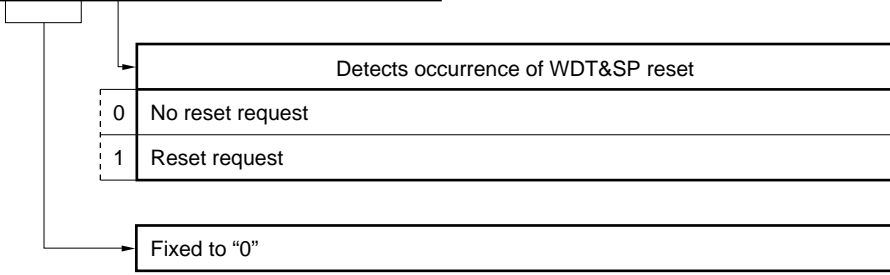 Detects occurrence of WDT&SP reset
0 No reset request
1 Reset request
Fixed to “0”